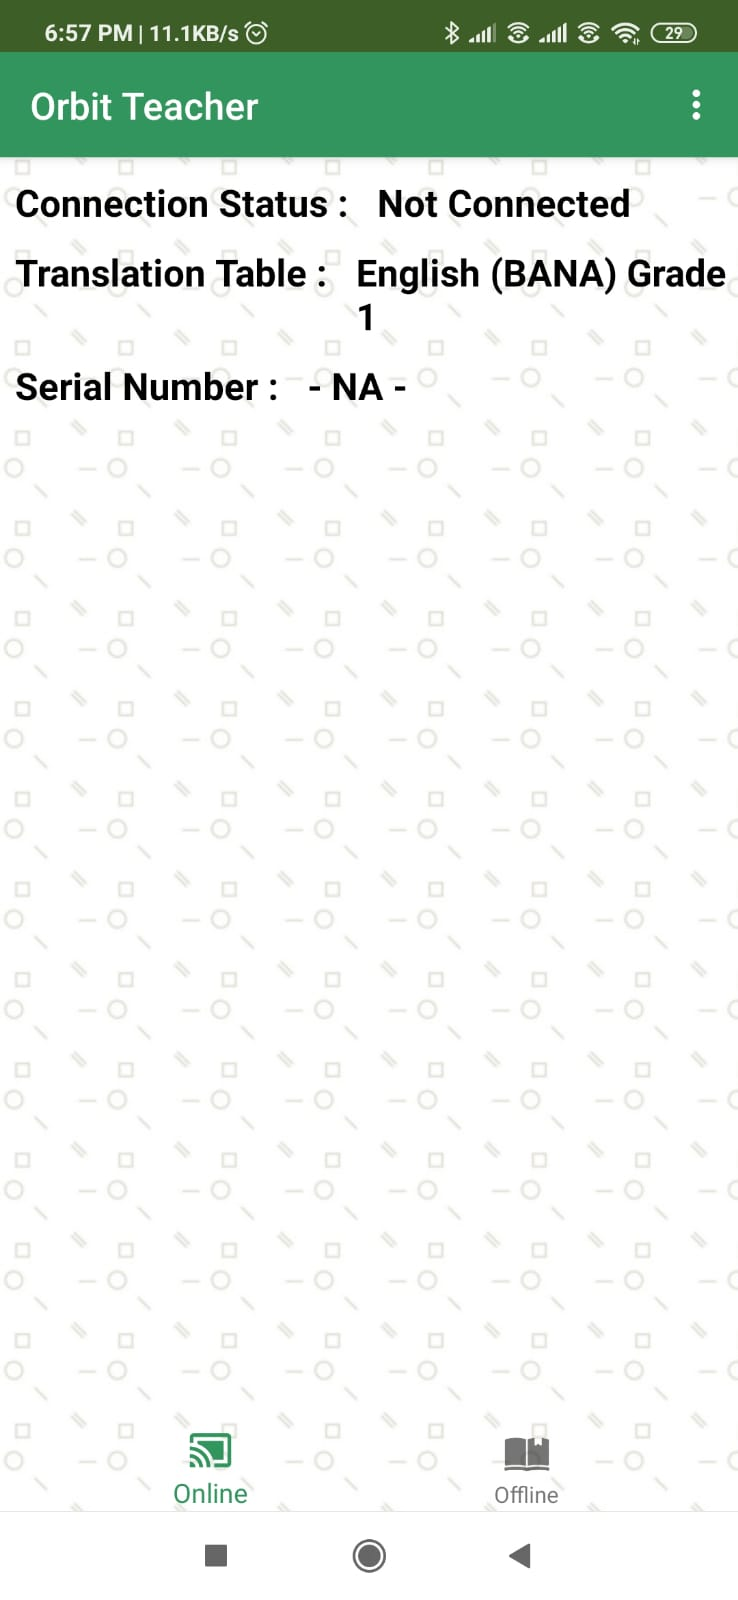 6:57 PM | 11.1KB/s
29
Orbit Teacher
Connection Status : Not Connected
Translation Table : English (BANA) Grade
1
Serial Number : - NA -
Online
Offline